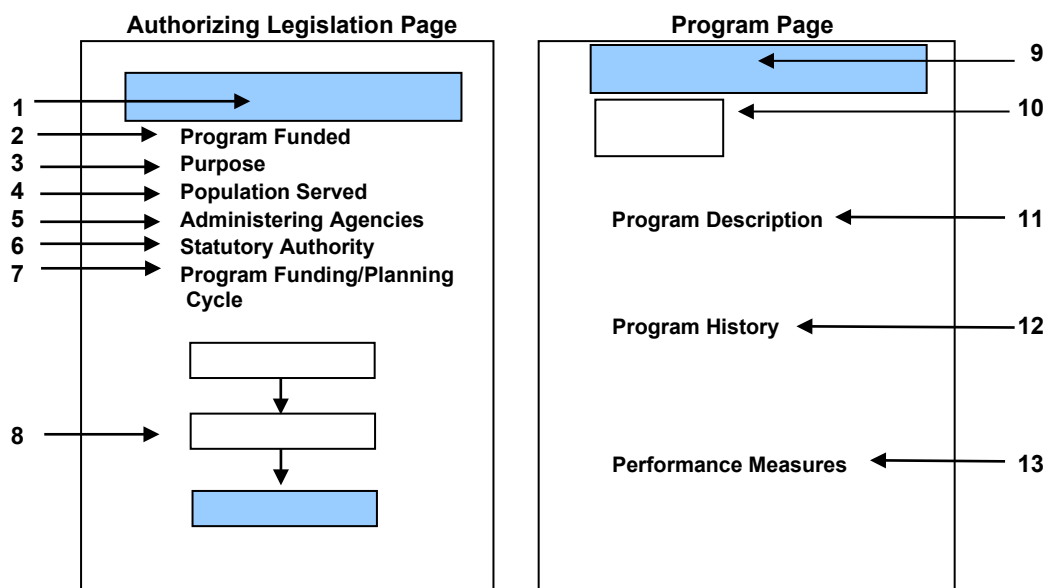 Authorizing Legislation Page
1
2 Program Funded
3 Purpose
4 Population Served
5 Administering Agencies
6 Statutory Authority
7 Program Funding/Planning
Cycle
8
Program Page
9
10
Program Description 11
Program History 12
Performance Measures 13